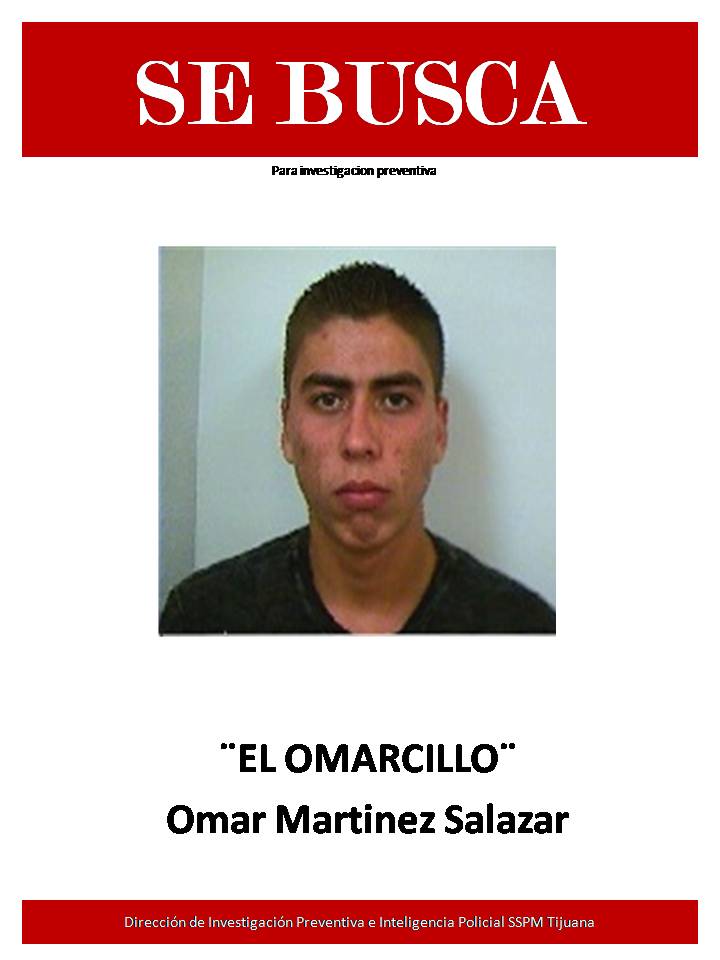 SE BUSCA
Para investigacion preventiva
¨EL OMARCILLO¨
Omar Martinez Salazar
Dirección de Investigación Preventiva e Inteligencia Policial SSPM Tijuana